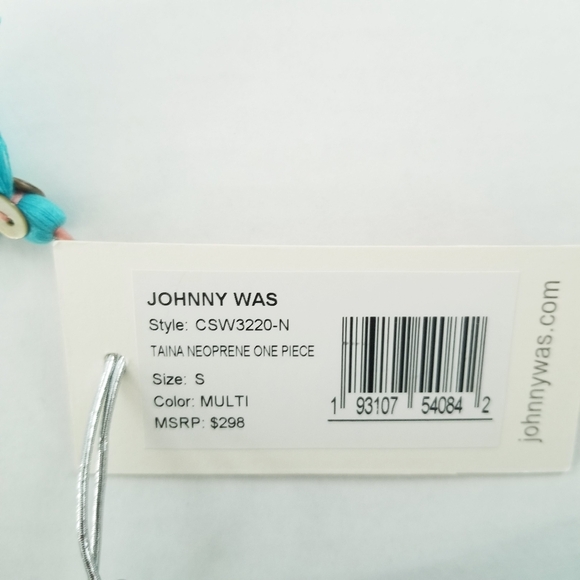 JOHNNY WAS
Style: CSW3220-N
TAINA NEOPRENE ONE PIECE
Size: S
Color: MULTI
MSRP: $298
1 93107 54084 2
johnnywas.com